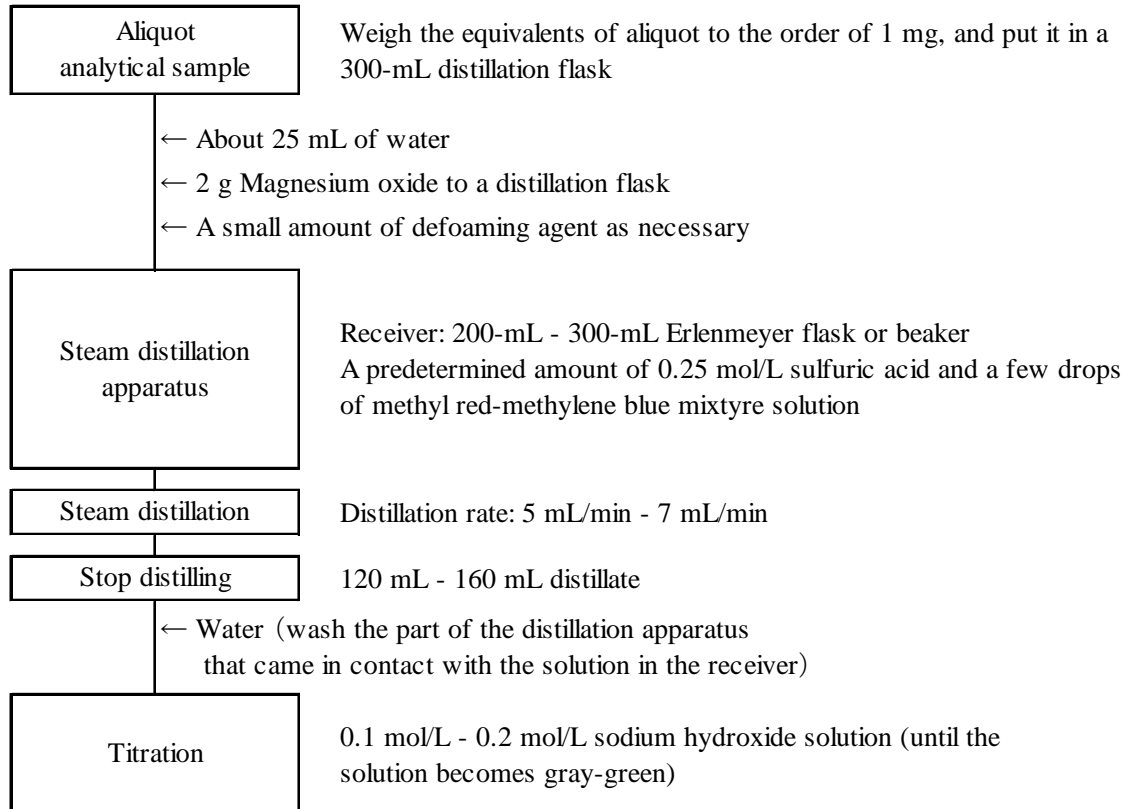 Aliquot
analytical sample
Weigh the equivalents of aliquot to the order of 1 mg, and put it in a
300-mL distillation flask
← About 25 mL of water
← 2 g Magnesium oxide to a distillation flask
← A small amount of defoaming agent as necessary
Steam distillation
apparatus
Receiver: 200-mL - 300-mL Erlenmeyer flask or beaker
A predetermined amount of 0.25 mol/L sulfuric acid and a few drops
of methyl red-methylene blue mixtyre solution
Steam distillation
Distillation rate: 5 mL/min - 7 mL/min
Stop distilling
120 mL - 160 mL distillate
← Water（wash the part of the distillation apparatus
that came in contact with the solution in the receiver）
Titration
0.1 mol/L - 0.2 mol/L sodium hydroxide solution (until the
solution becomes gray-green)